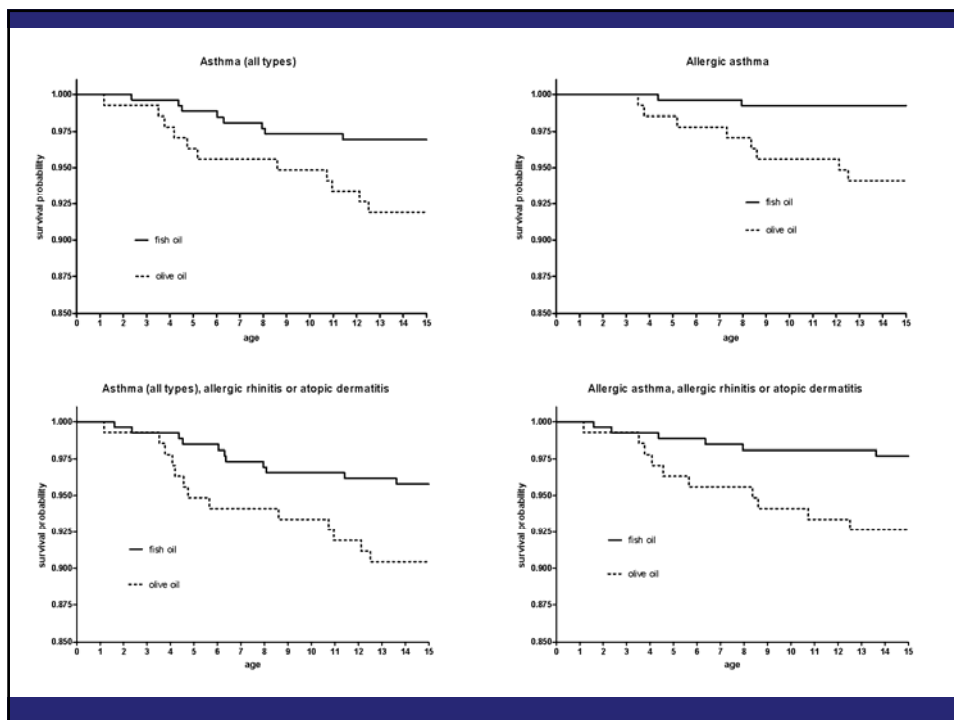 Asthma (all types)
survival probability
1.000
0.975
0.950
0.925
0.900
0.875
0.850
fish oil
olive oil
0 1 2 3 4 5 6 7 8 9 10 11 12 13 14 15
age
Allergic asthma
survival probability
1.000
0.975
0.950
0.925
0.900
0.875
0.850
fish oil
olive oil
0 1 2 3 4 5 6 7 8 9 10 11 12 13 14 15
age
Asthma (all types), allergic rhinitis or atopic dermatitis
survival probability
1.000
0.975
0.950
0.925
0.900
0.875
0.850
fish oil
olive oil
0 1 2 3 4 5 6 7 8 9 10 11 12 13 14 15
age
Allergic asthma, allergic rhinitis or atopic dermatitis
survival probability
1.000
0.975
0.950
0.925
0.900
0.875
0.850
fish oil
olive oil
0 1 2 3 4 5 6 7 8 9 10 11 12 13 14 15
age